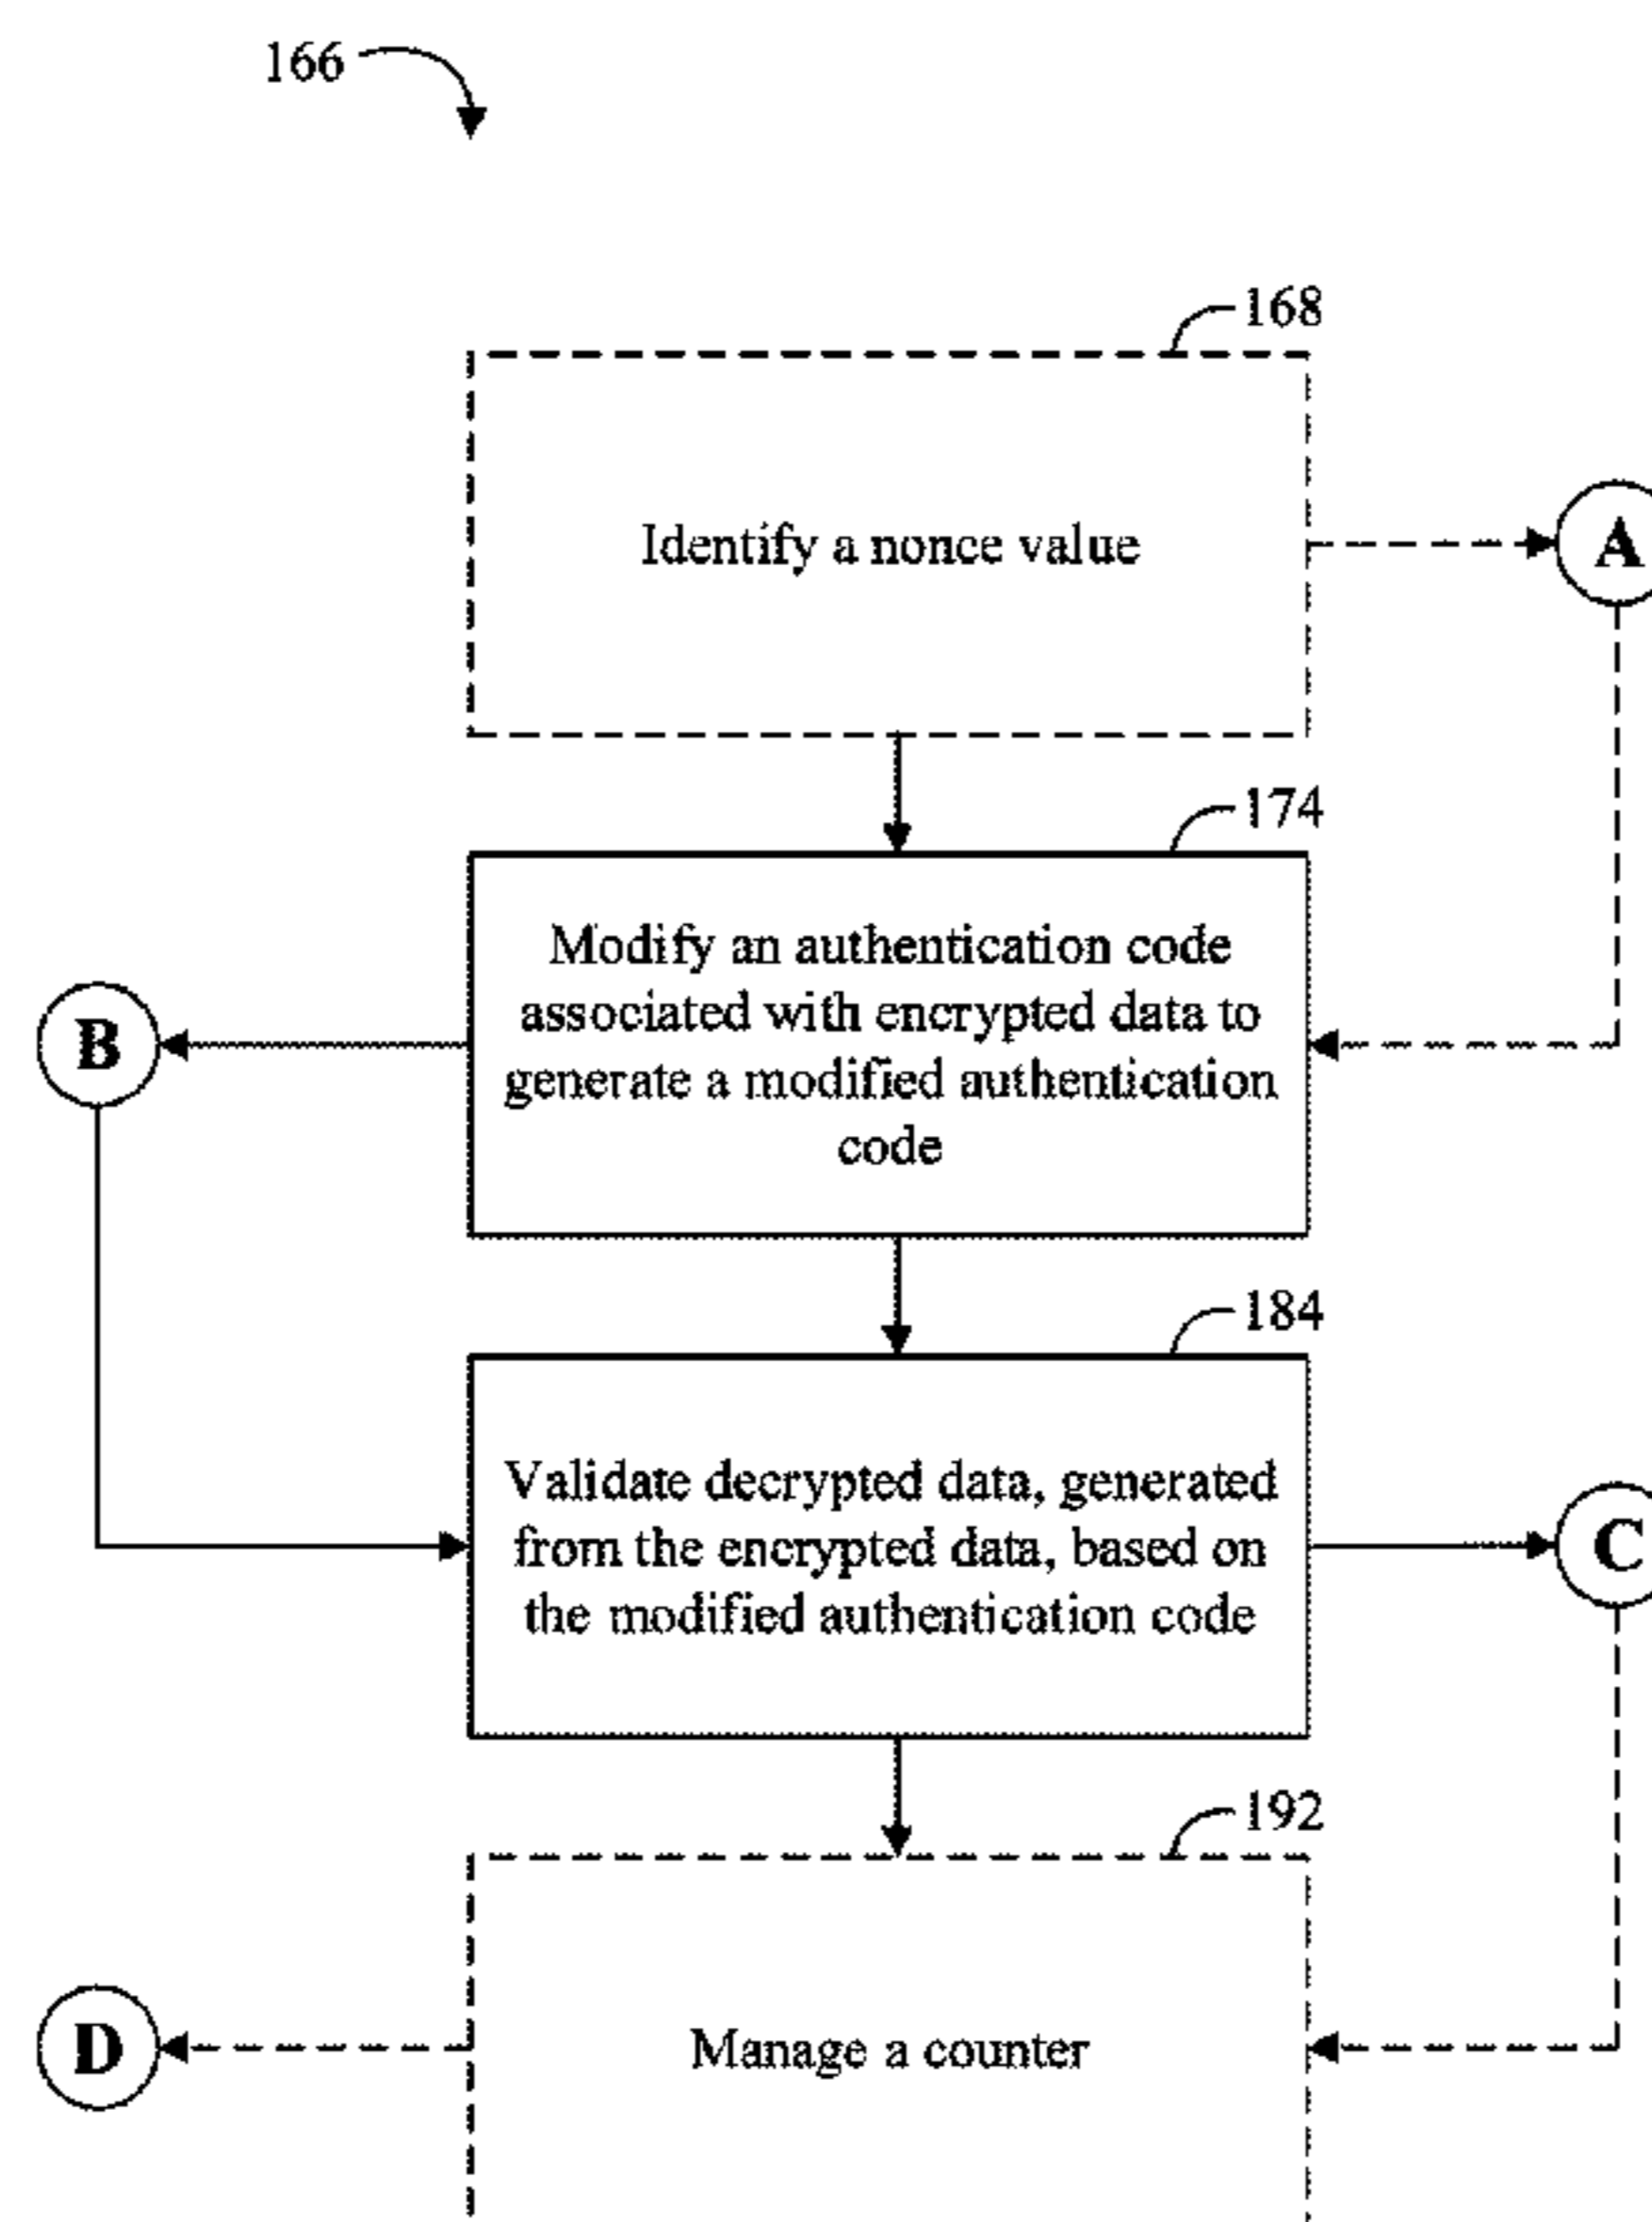 166
168
Identify a nonce value
A
174
Modify an authentication code
associated with encrypted data to
generate a modified authentication
code
B
184
Validate decrypted data, generated
from the encrypted data, based on
the modified authentication code
C
192
Manage a counter
D